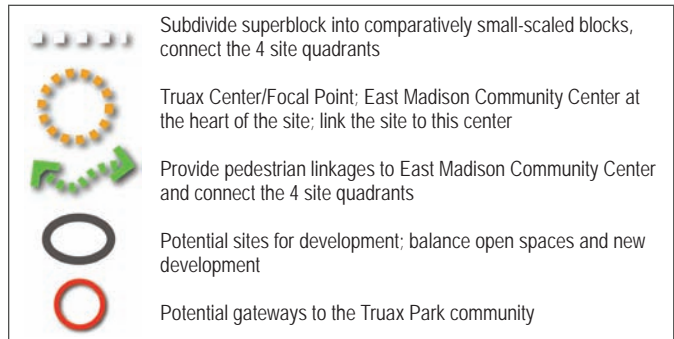 Subdivide superblock into comparatively small-scaled blocks,
connect the 4 site quadrants
Truax Center/Focal Point; East Madison Community Center at
the heart of the site; link the site to this center
Provide pedestrian linkages to East Madison Community Center
and connect the 4 site quadrants
Potential sites for development; balance open spaces and new
development
Potential gateways to the Truax Park community